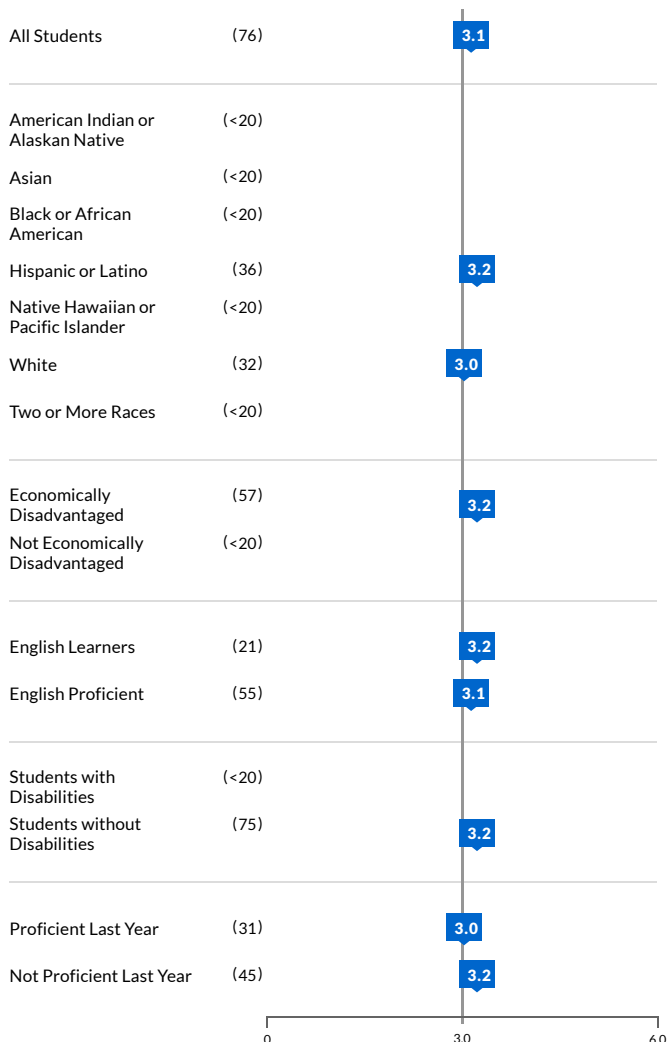 All Students (76) 3.1
American Indian or
Alaskan Native (<20)
Asian (<20)
Black or African
American (<20)
Hispanic or Latino (36) 3.2
Native Hawaiian or
Pacific Islander (<20)
White (32) 3.0
Two or More Races (<20)
Economically
Disadvantaged (57) 3.2
Not Economically
Disadvantaged (<20)
English Learners (21) 3.2
English Proficient (55) 3.1
Students with
Disabilities (<20)
Students without
Disabilities (75) 3.2
Proficient Last Year (31) 3.0
Not Proficient Last Year (45) 3.2
0 3.0 6.0